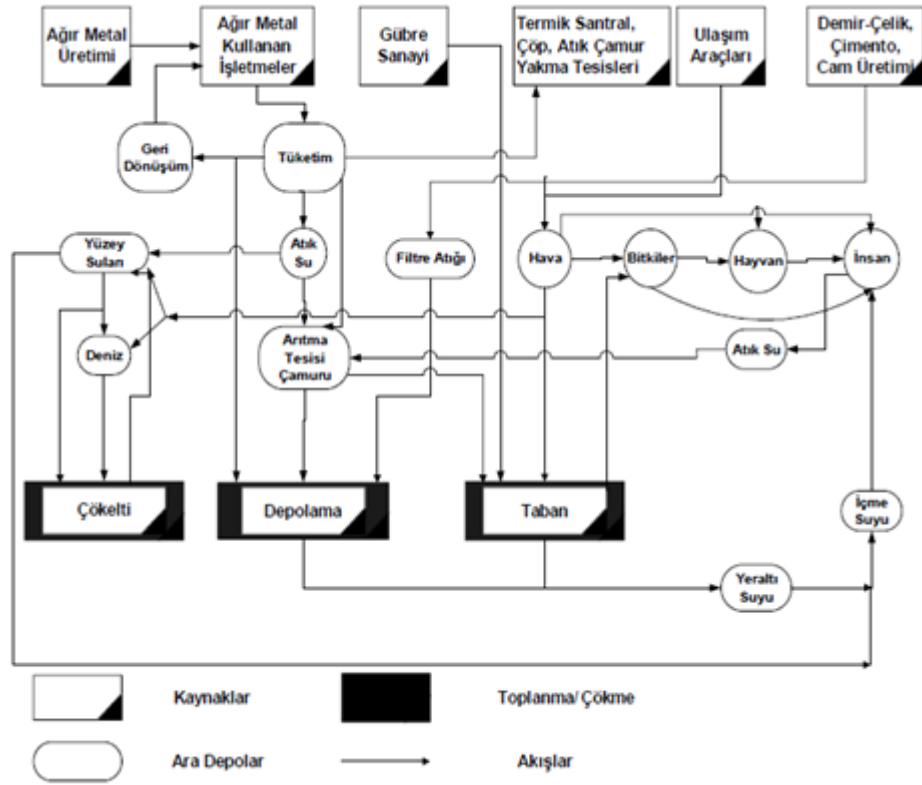 Ağır Metal
Üretimi
Ağır Metal
Kullanan
İşletmeler
Gübre
Sanayi
Termik Santral,
Çöp, Atık Çamur
Yakma Tesisleri
Ulaşım
Araçları
Demir-Çelik,
Çimento,
Cam Üretimi
Geri
Dönüşüm
Tüketim
Yüzey
Suları
Atık
Su
Filtre Atığı
Hava
Bitkiler
Hayvan
İnsan
Deniz
Arıtma
Tesisi
Çamuru
Atık Su
Çökelti
Depolama
Taban
İçme
Suyu
Yeraltı
Suyu
Kaynaklar
Toplanma/Çökme
Ara Depolar
Akışlar